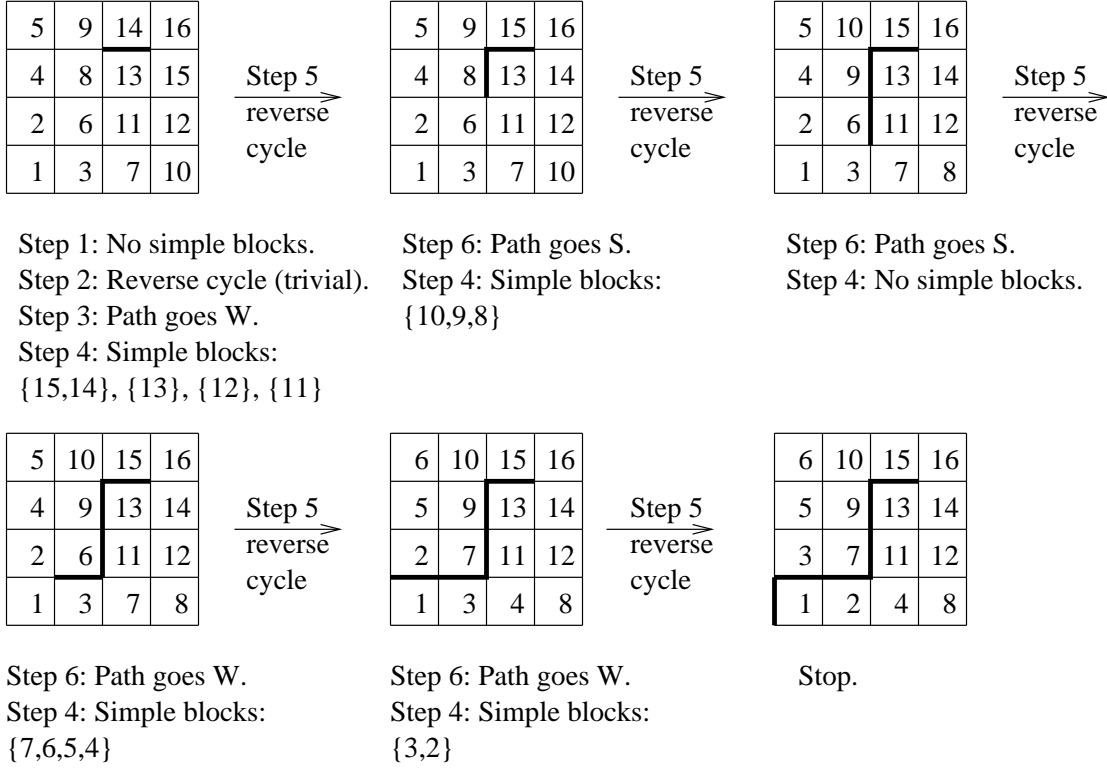 5 9 14 16
4 8 13 15
2 6 11 12
1 3 7 10
Step 5
reverse
cycle
5 9 15 16
4 8 13 14
2 6 11 12
1 3 7 10
Step 5
reverse
cycle
5 10 15 16
4 9 13 14
2 6 11 12
1 3 7 8
Step 5
reverse
cycle
Step 1: No simple blocks.
Step 2: Reverse cycle (trivial).
Step 3: Path goes W.
Step 4: Simple blocks:
{15,14}, {13}, {12}, {11}
Step 6: Path goes S.
Step 4: Simple blocks:
{10,9,8}
Step 6: Path goes S.
Step 4: No simple blocks.
5 10 15 16
4 9 13 14
2 6 11 12
1 3 7 8
Step 5
reverse
cycle
6 10 15 16
5 9 13 14
2 7 11 12
1 3 4 8
Step 5
reverse
cycle
6 10 15 16
5 9 13 14
3 7 11 12
1 2 4 8
Step 6: Path goes W.
Step 4: Simple blocks:
{7,6,5,4}
Step 6: Path goes W.
Step 4: Simple blocks:
{3,2}
Stop.